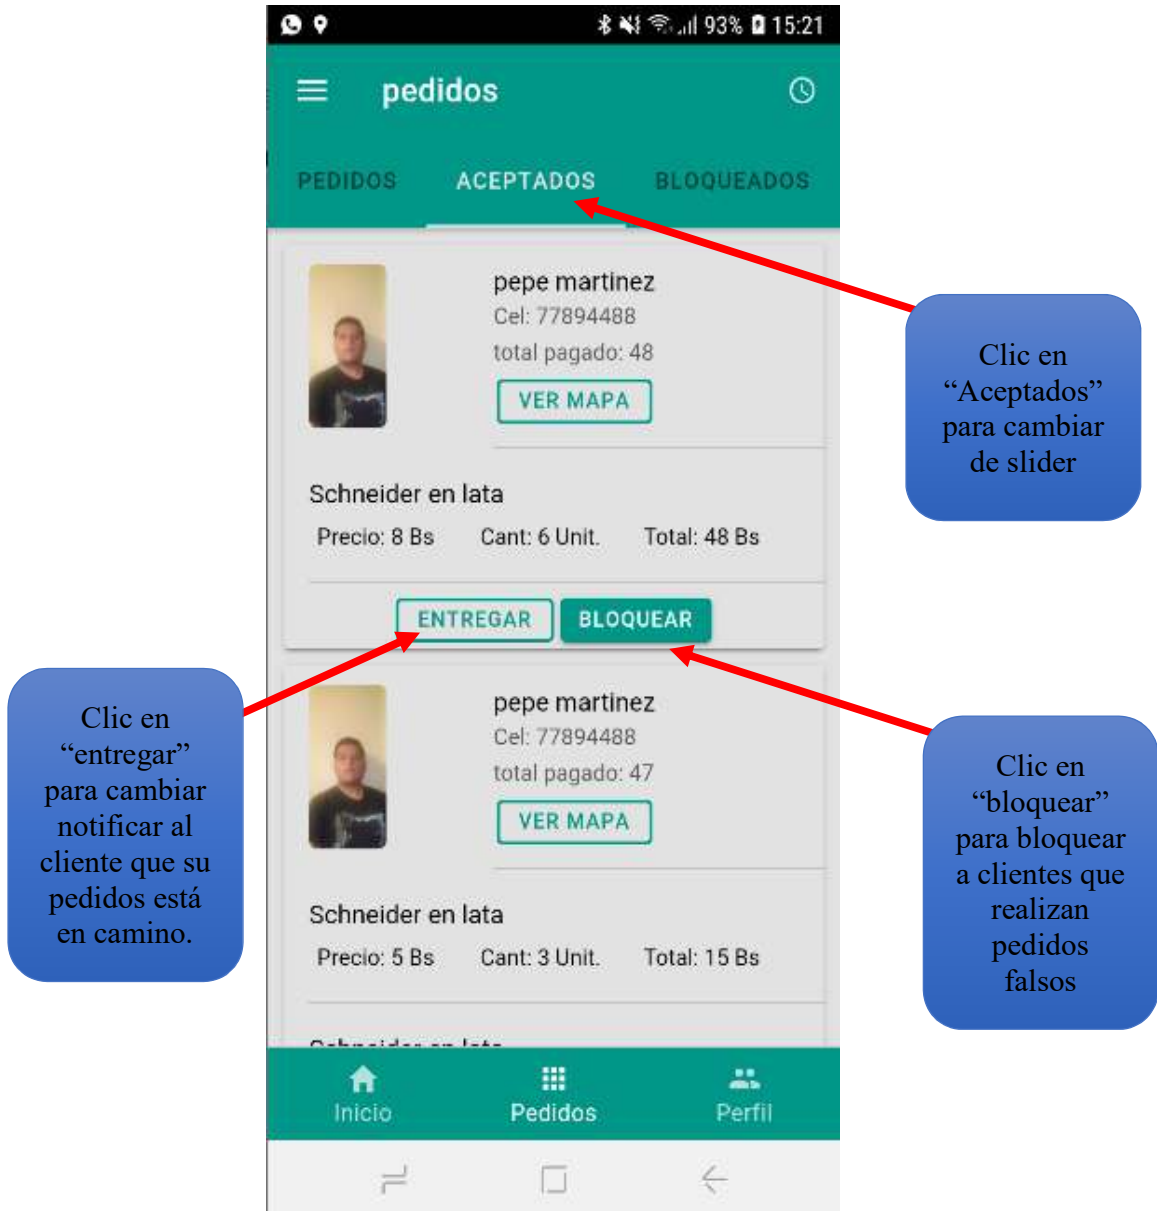 93% 15:21
pedidos
PEDIDOS ACEPTADOS BLOQUEADOS
pepe martinez
Cel: 77894488
total pagado: 48
VER MAPA
Clic en
“Aceptados”
para cambiar
de slider
Schneider en lata
Precio: 8 Bs Cant: 6 Unit. Total: 48 Bs
ENTREGAR BLOQUEAR
Clic en
“entregar”
para cambiar
notificar al
cliente que su
pedidos está
en camino.
pepe martinez
Cel: 77894488
total pagado: 47
VER MAPA
Clic en
“bloquear”
para bloquear
a clientes que
realizan
pedidos
falsos
Schneider en lata
Precio: 5 Bs Cant: 3 Unit. Total: 15 Bs
Schneider en lata
Inicio Pedidos Perfil